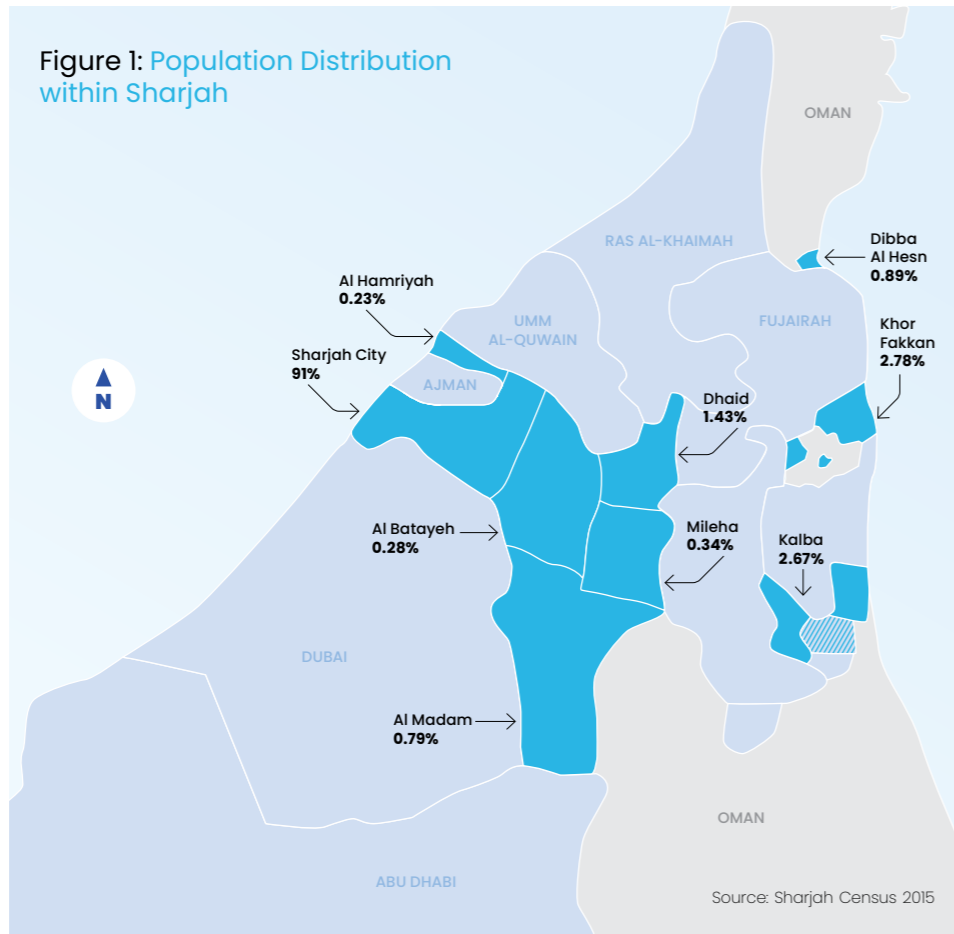 Figure 1: Population Distribution
within Sharjah
OMAN
RAS AL-KHAIMAH
Dibba
Al Hesn
0.89%
Al Hamriyah
0.23%
UMM
AL-QUWAIN
FUJAIRAH
Khor
Fakkan
2.78%
Sharjah City
91%
AJMAN
N
Dhaid
1.43%
Al Batayeh
0.28%
Mileha
0.34%
Kalba
2.67%
DUBAI
Al Madam
0.79%
OMAN
ABU DHABI
Source: Sharjah Census 2015